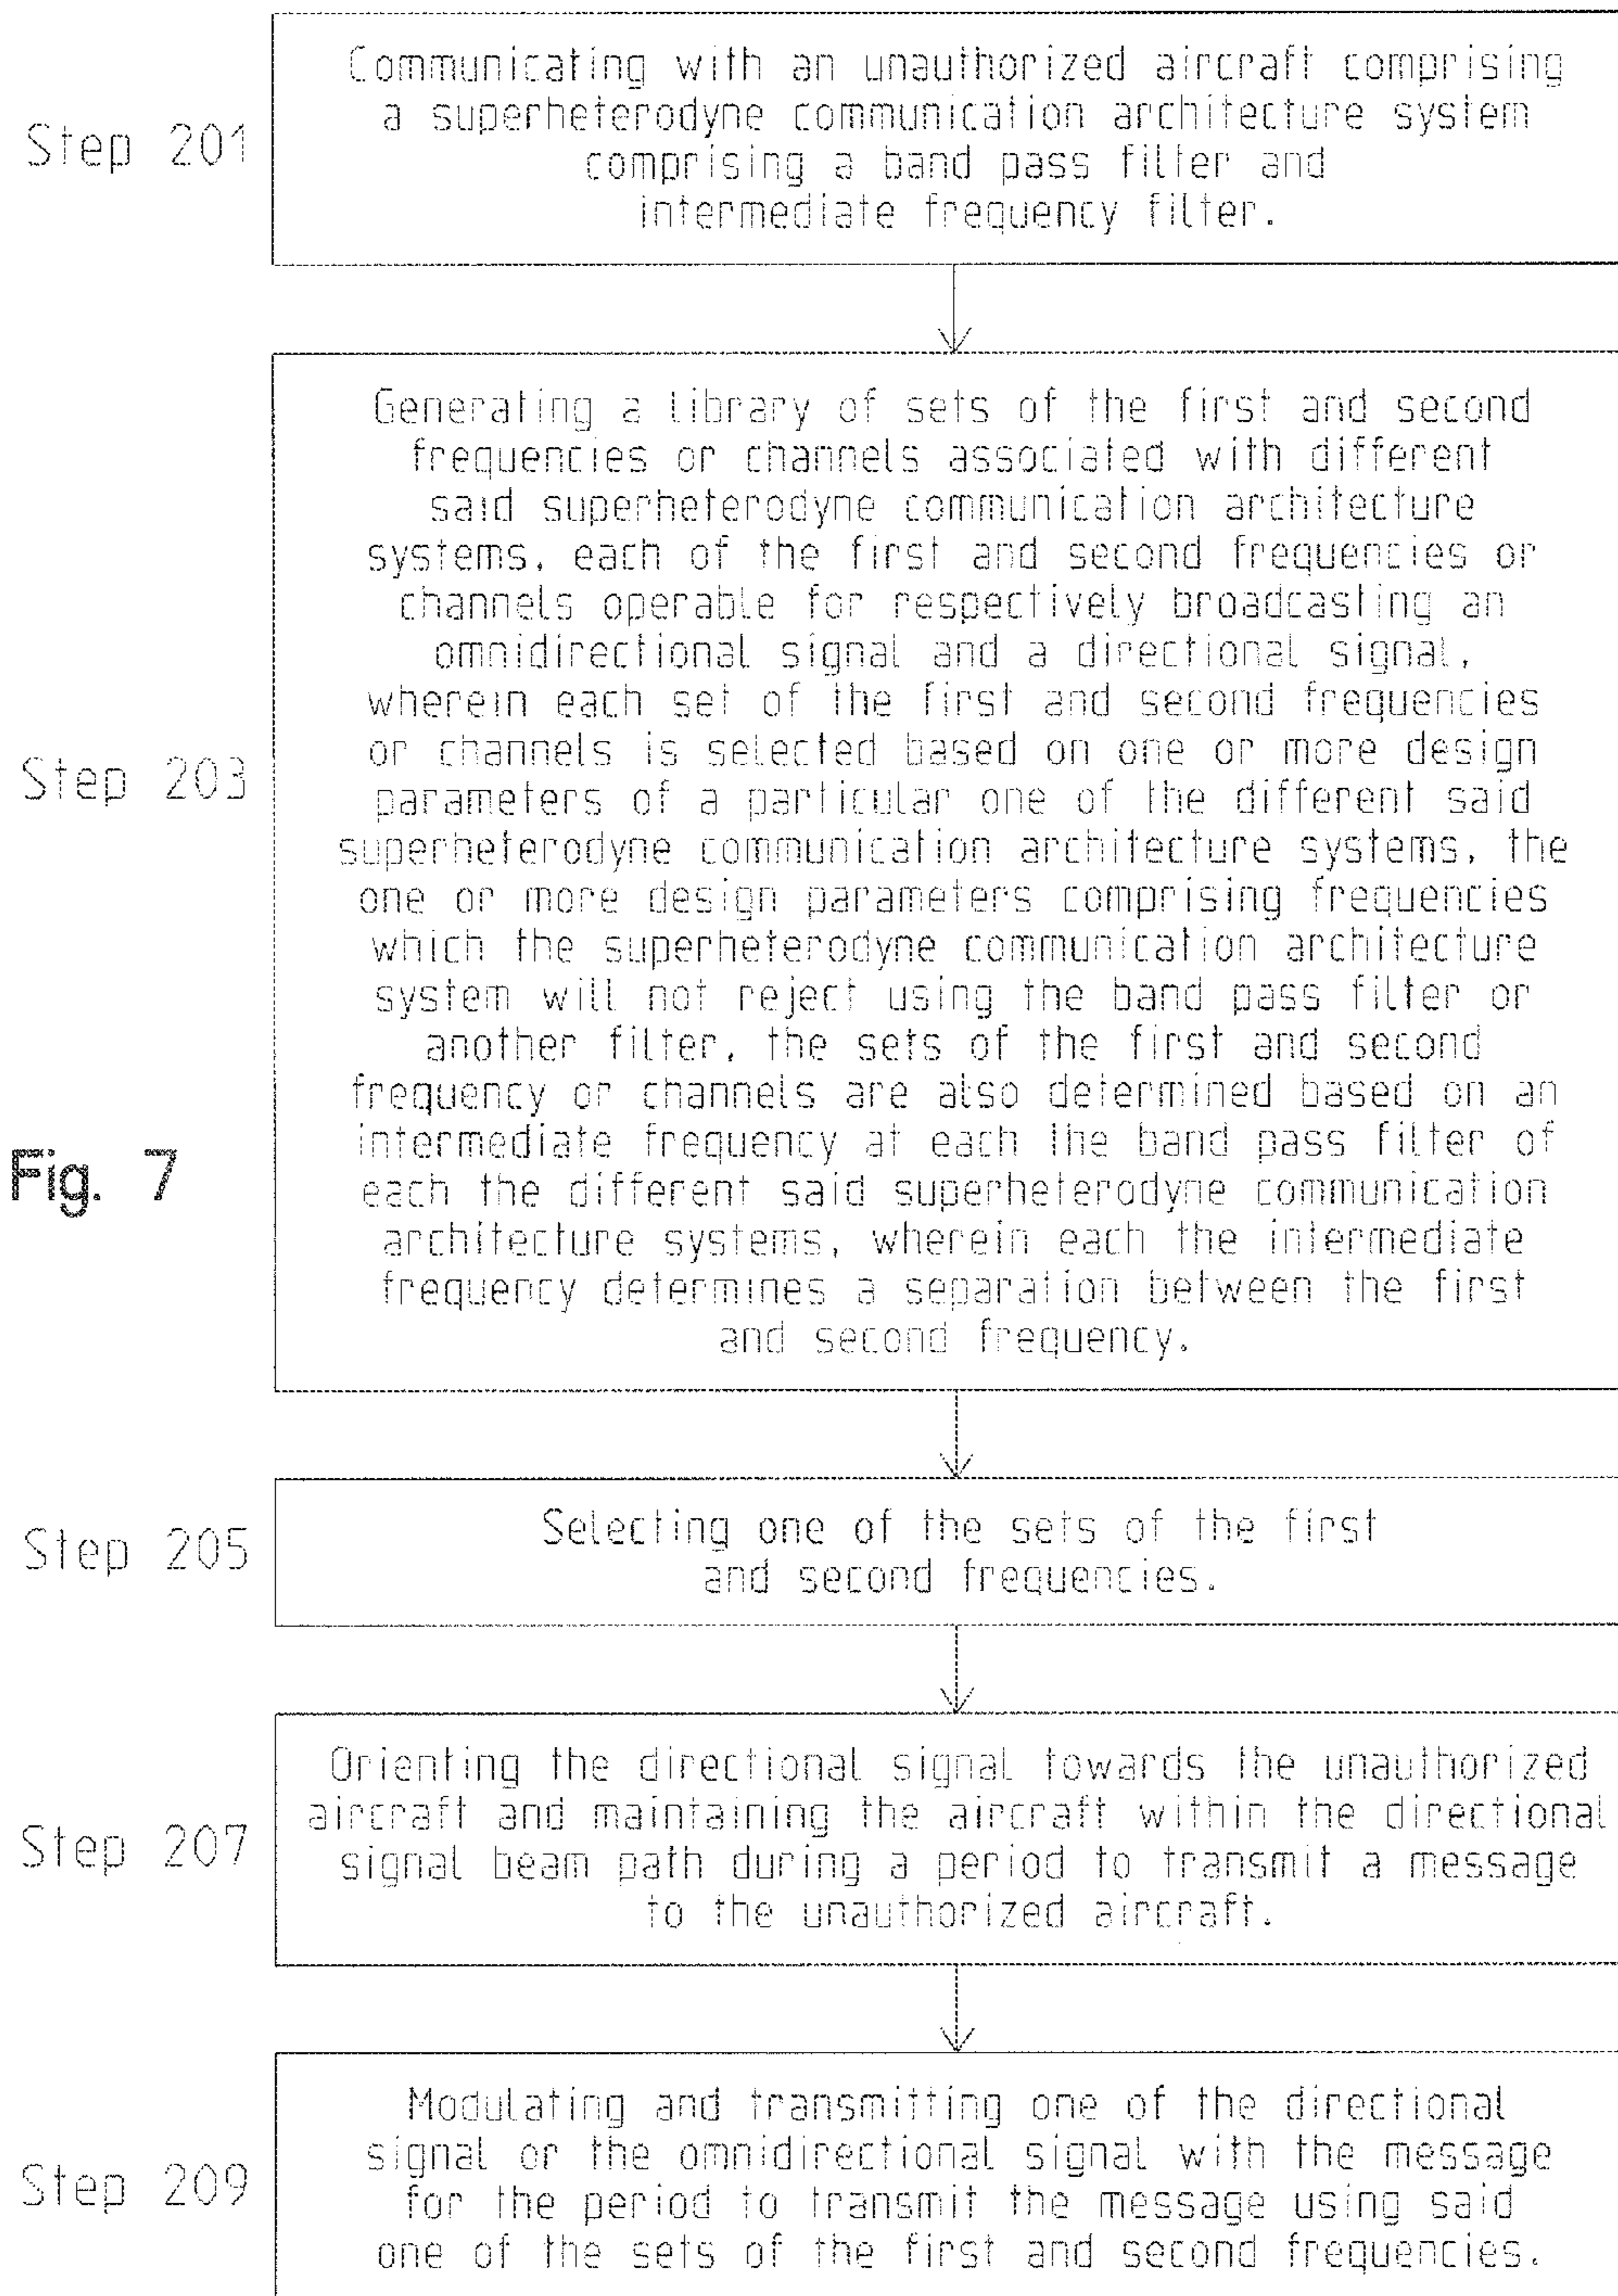 Step 201
Communicating with an unauthorized aircraft comprising
a superheterodyne communication architecture system
comprising a band pass filter and
intermediate frequency filter.
Step 203
Generating a library of sets of the first and second
frequencies or channels associated with different
said superheterodyne communication architecture
systems, each of the first and second frequencies or
channels operable for respectively broadcasting an
omnidirectional signal and a directional signal,
wherein each set of the first and second frequencies
or channels is selected based on one or more design
parameters of a particular one of the different said
superheterodyne communication architecture systems, the
one or more design parameters comprising frequencies
which the superheterodyne communication architecture
system will not reject using the band pass filter or
another filter, the sets of the first and second
frequency or channels are also determined based on an
intermediate frequency at each the band pass filter of
each the different said superheterodyne communication
architecture systems, wherein each the intermediate
frequency determines a separation between the first
and second frequency.
Fig. 7
Step 205
Selecting one of the sets of the first
and second frequencies.
Step 207
Orienting the directional signal towards the unauthorized
aircraft and maintaining the aircraft within the directional
signal beam path during a period to transmit a message
to the unauthorized aircraft.
Step 209
Modulating and transmitting one of the directional
signal or the omnidirectional signal with the message
for the period to transmit the message using said
one of the sets of the first and second frequencies.